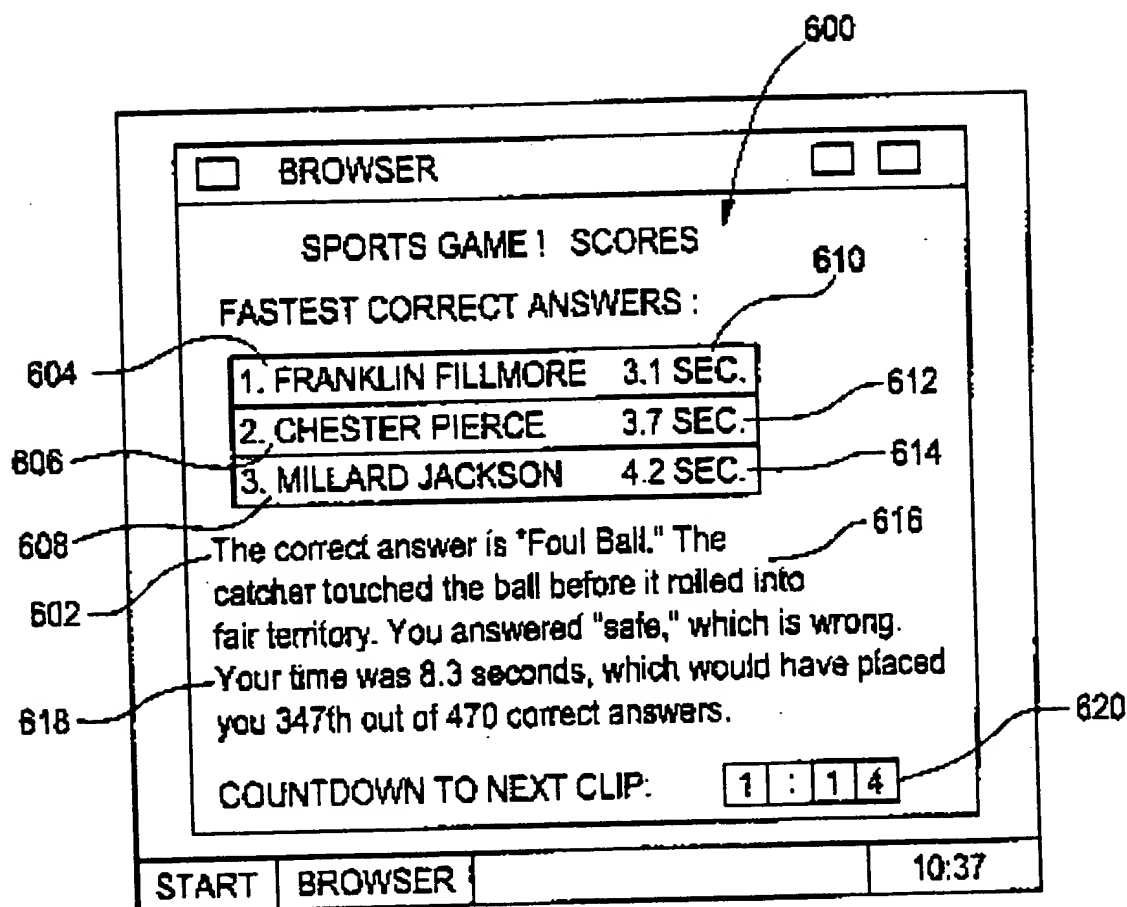 600
BROWSER
SPORTS GAME! SCORES
610
FASTEST CORRECT ANSWERS:
604
1. FRANKLIN FILLMORE 3.1 SEC.
612
2. CHESTER PIERCE 3.7 SEC.
606
614
3. MILLARD JACKSON 4.2 SEC.
608
616
The correct answer is "Foul Ball." The
602
catcher touched the ball before it rolled into
fair territory. You answered "safe," which is wrong.
Your time was 8.3 seconds, which would have placed
618
you 347th out of 470 correct answers.
620
COUNTDOWN TO NEXT CLIP: 1:14
START BROWSER 10:37